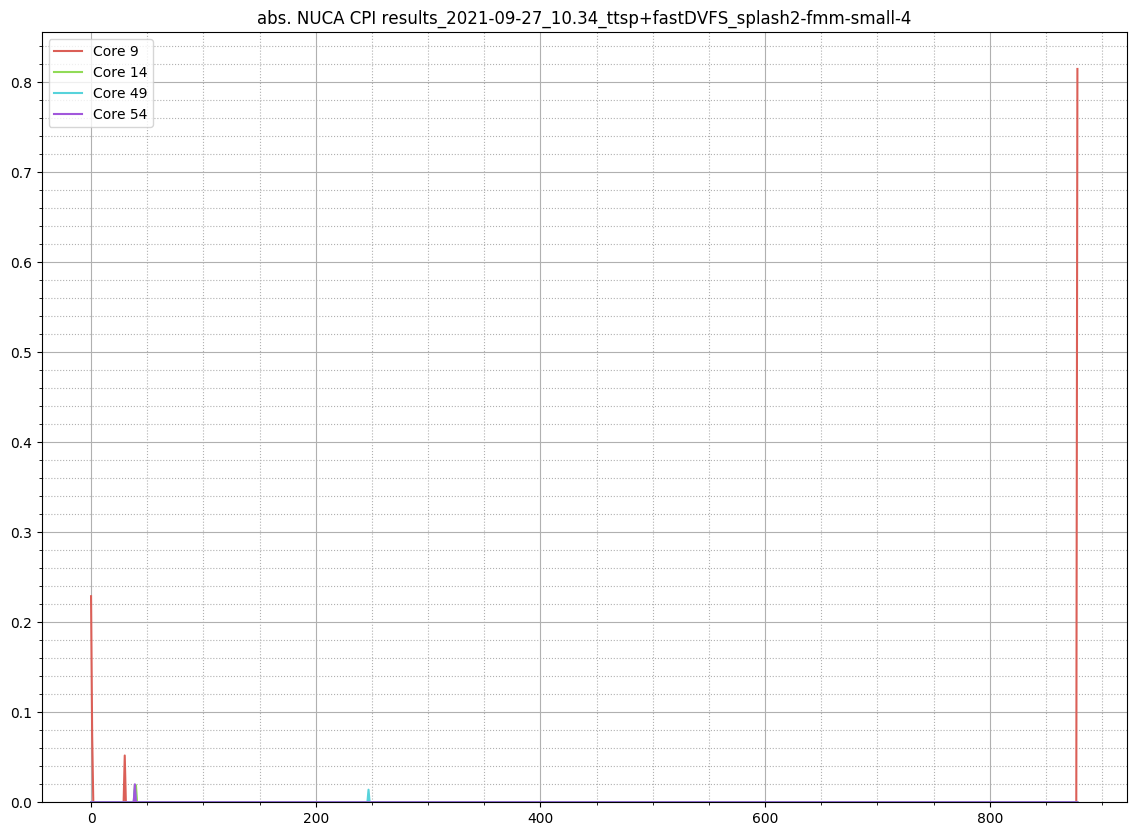 abs. NUCA CPI results_2021-09-27_10.34_ttsp+fastDVFS_splash2-fmm-small-4
Core 9
Core 14
Core 49
Core 54
0.8
0.7
0.6
0.5
0.4
0.3
0.2
0.1
0.0
0 200 400 600 800